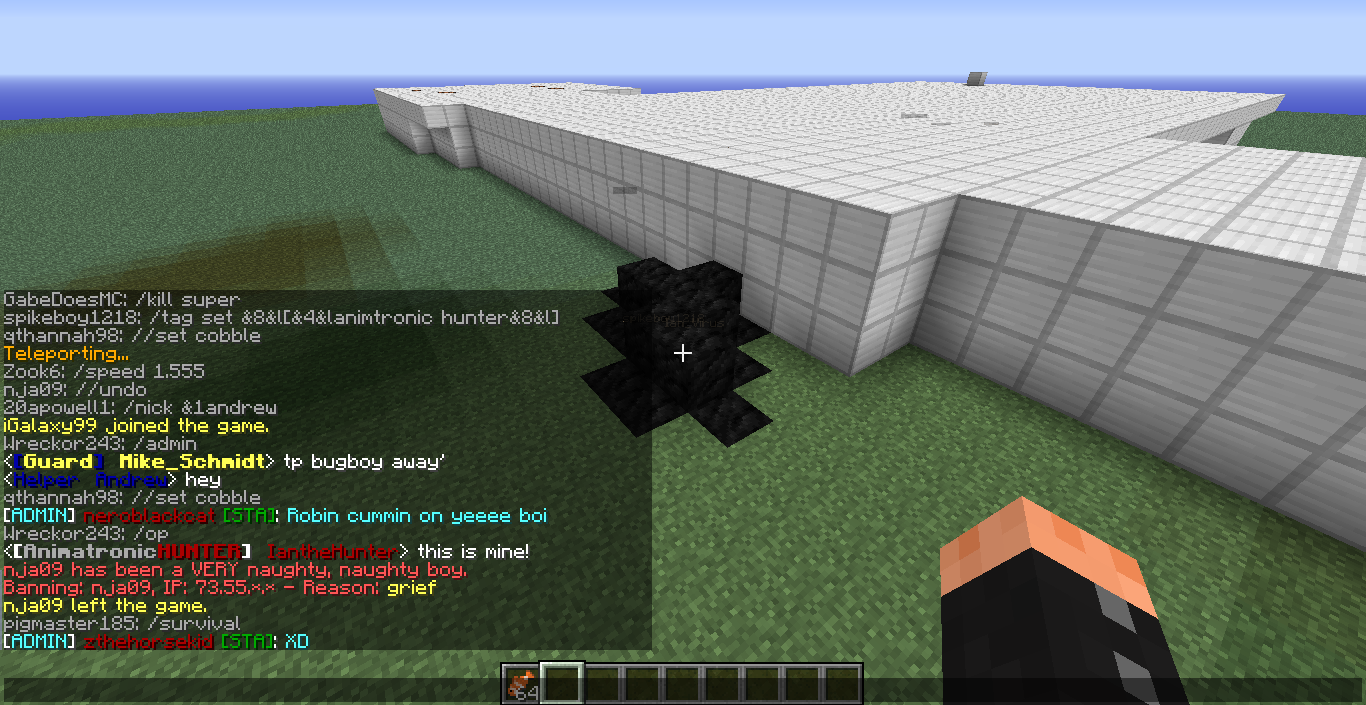 GabeDoesMC: /kill super
spikeboy1218: /tag set &8&l[&4&lanimtronic hunter&8&l]
qthannah98: //set cobble
Teleporting...
Zook6: /speed 1.555
nja09: //undo
20apowell1: /nick &1andrew
iGalaxy99 joined the game.
Wreckor243: /admin
<[Guard] Mike_Schmidt> tp bugboy away'
<Helper Andrew> hey
qthannah98: //set cobble
[ADMIN] neroblackcat [STA]: Robin cummin on yeeee boi
Wreckor243: /op
<[AnimatronicHUNTER] IantheHunter> this is mine!
nja09 has been a VERY naughty, naughty boy.
Banning: nja09, IP: 73.55.*.* - Reason: grief
nja09 left the game.
pigmaster185: /survival
[ADMIN] zthehorsekid [STA]: XD
64